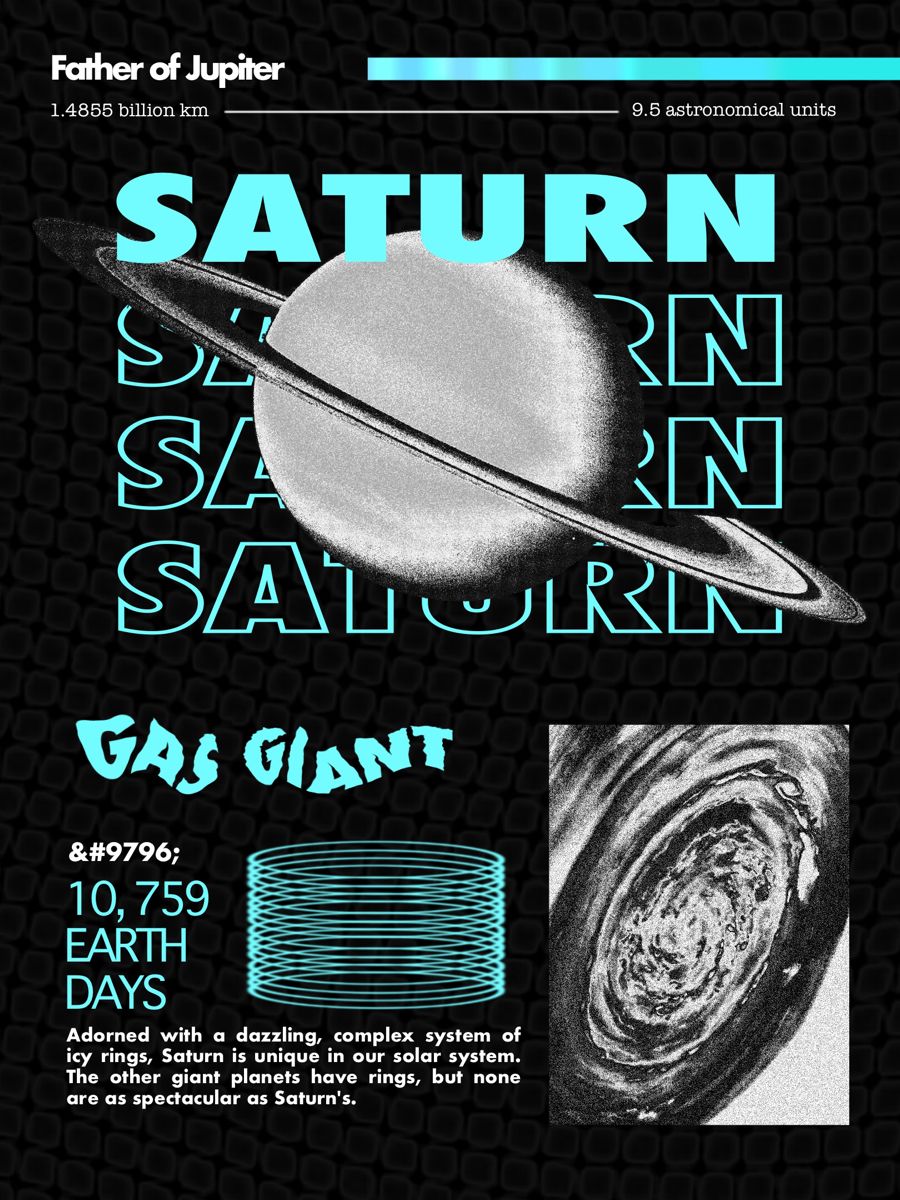 Father of Jupiter
1.4855 billion km
9.5 astronomical units
SATURN
SATURN
SATURN
SATURN
GAS GIANT
&#9796;
10, 759
EARTH
DAYS
Adorned with a dazzling, complex system of
icy rings, Saturn is unique in our solar system.
The other giant planets have rings, but none
are as spectacular as Saturn's.